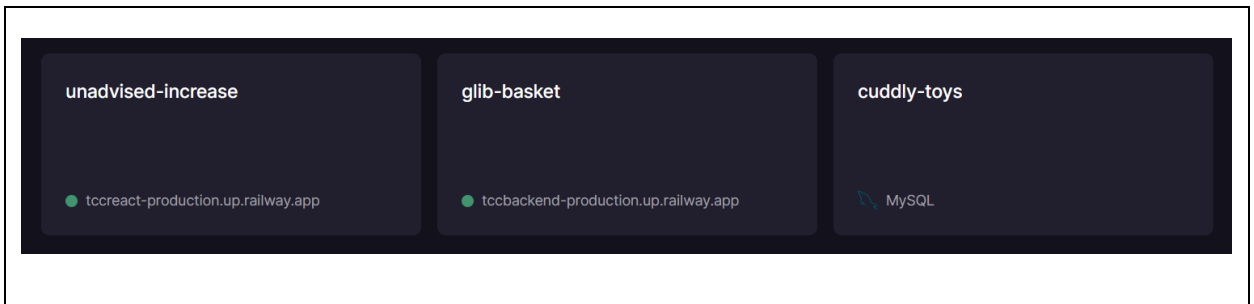 unadvised-increase
glib-basket
cuddly-toys
tccreact-production.up.railway.app
tccbackend-production.up.railway.app
MySQL